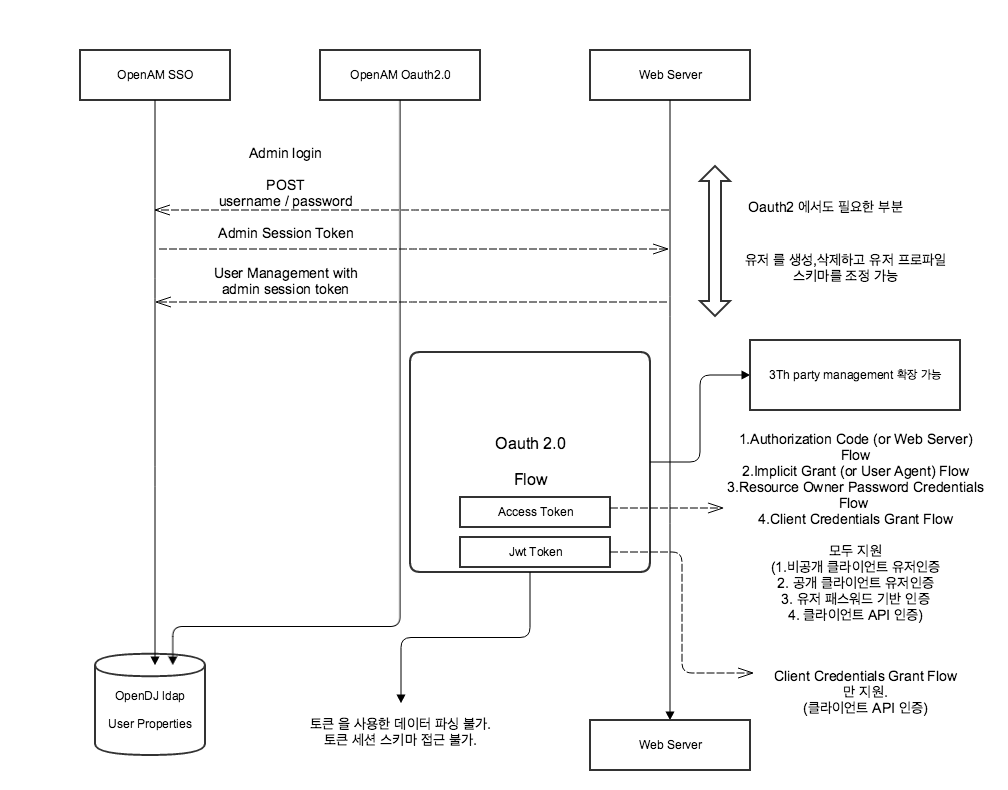 OpenAM SSO
OpenAM Oauth2.0
Web Server
Admin login
POST
username / password
Admin Session Token
User Management with
admin session token
Oauth2 에서도 필요한 부분
유저 를 생성,삭제하고 유저 프로파일
스키마를 조정 가능
3Th party management 확장 가능
Oauth 2.0
Flow
Access Token
Jwt Token
1.Authorization Code (or Web Server)
Flow
2.Implicit Grant (or User Agent) Flow
3.Resource Owner Password Credentials
Flow
4.Client Credentials Grant Flow
모두 지원
(1.비공개 클라이언트 유저인증
2. 공개 클라이언트 유저인증
3. 유저 패스워드 기반 인증
4. 클라이언트 API 인증)
Client Credentials Grant Flow
만 지원.
(클라이언트 API 인증)
OpenDJ ldap
User Properties
토큰 을 사용한 데이터 파싱 불가.
토큰 세션 스키마 접근 불가.
Web Server